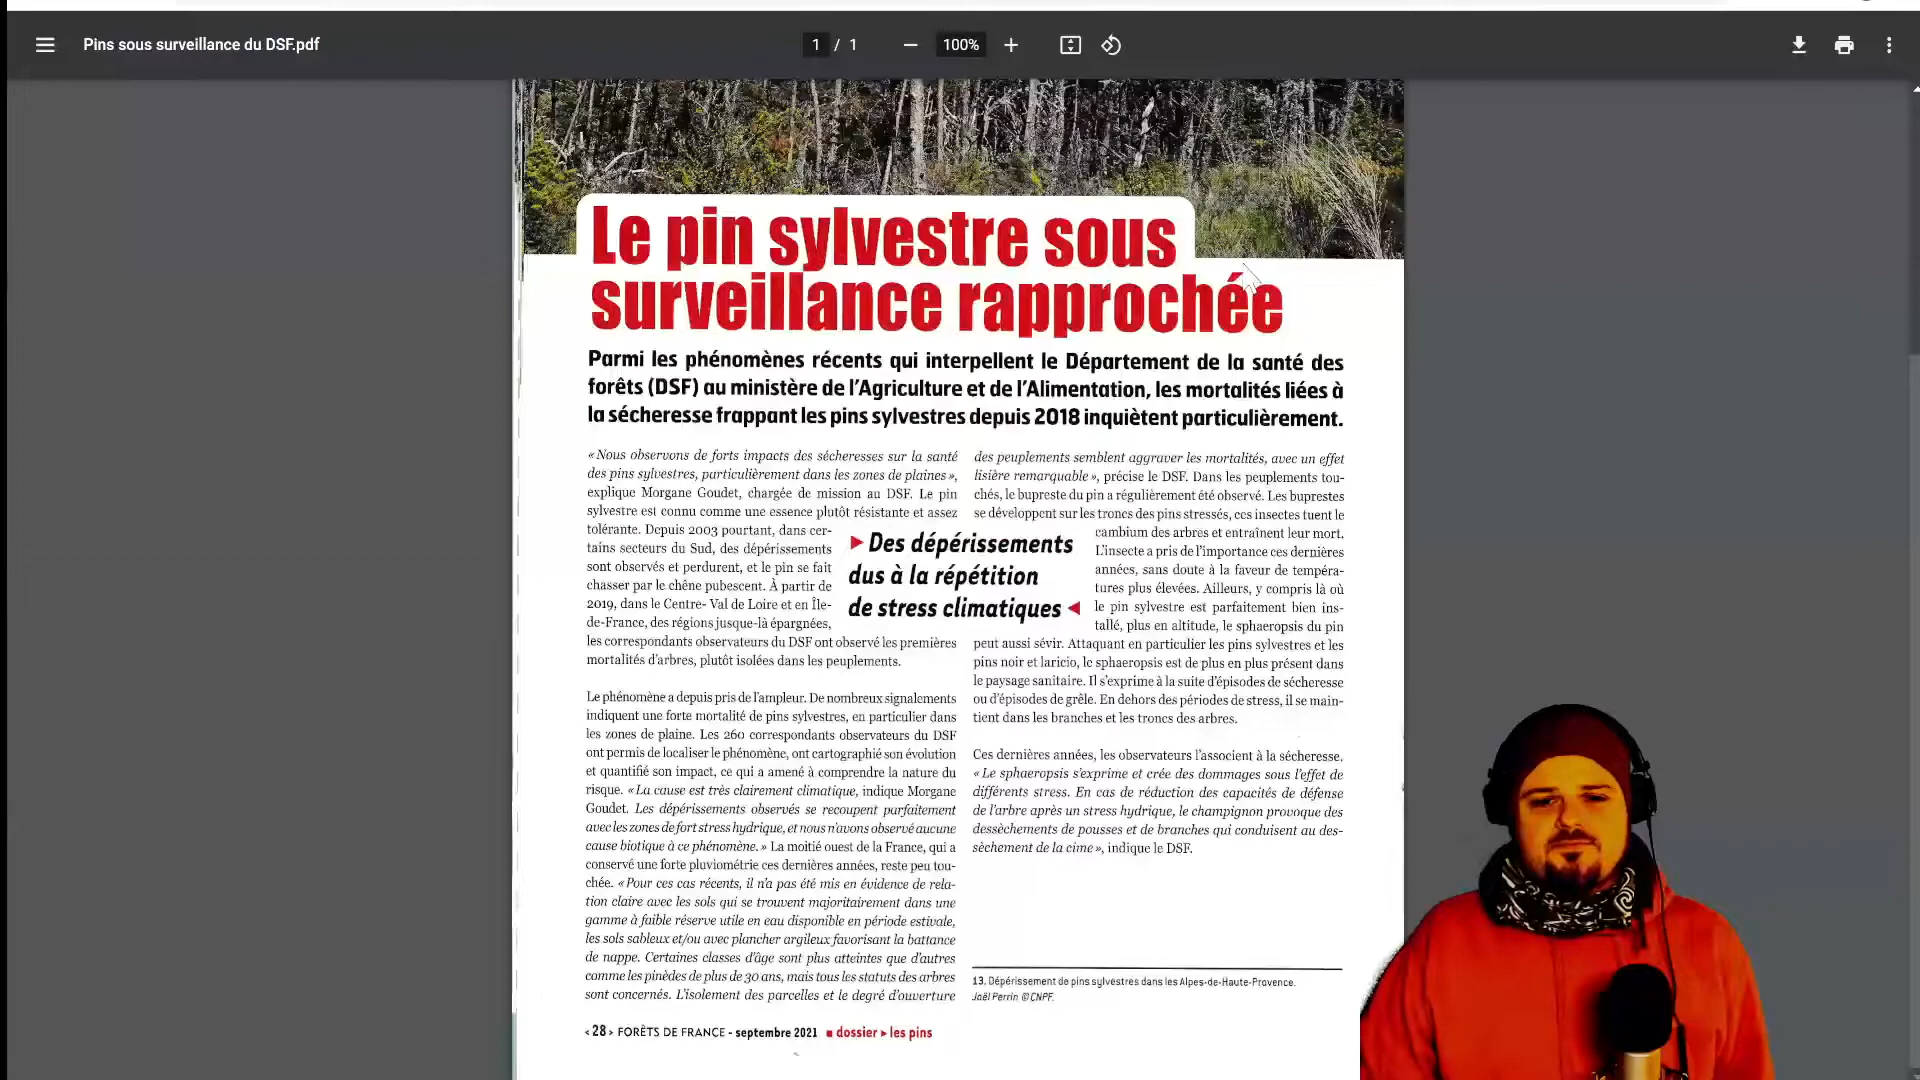 Pins sous surveillance du DSF.pdf
1 / 1
100%
Le pin sylvestre sous
surveillance rapprochée
Parmi les phénomènes récents qui interpellent le Département de la santé des
forêts (DSF) au ministère de l'Agriculture et de l'Alimentation, les mortalités liées à
la sécheresse frappant les pins sylvestres depuis 2018 inquiètent particulièrement.
« Nous observons de forts impacts des sécheresses sur la santé
des pins sylvestres, particulièrement dans les zones de plaines »,
explique Morgane Goudet, chargée de mission au DSF. Le pin
sylvestre est connu comme une essence plutôt résistante et assez
tolérante. Depuis 2003 pourtant, dans cer-
tains secteurs du Sud, des dépérissements
sont observés et perdurent, et le pin se fait
chasser par le chêne pubescent. À partir de
2019, dans le Centre- Val de Loire et en Île-
de-France, des régions jusque-là épargnées,
les correspondants observateurs du DSF ont observé les premières
mortalités d'arbres, plutôt isolées dans les peuplements.
Le phénomène a depuis pris de l'ampleur. De nombreux signalements
indiquent une forte mortalité de pins sylvestres, en particulier dans
les zones de plaine. Les 260 correspondants observateurs du DSF
ont permis de localiser le phénomène, ont cartographié son évolution
et quantifié son impact, ce qui a amené à comprendre la nature du
risque. « La cause est très clairement climatique, indique Morgane
Goudet. Les dépérissements observés se recoupent parfaitement
avec les zones de fort stress hydrique, et nous n'avons observé aucune
cause biotique à ce phénomène. » La moitié ouest de la France, qui a
conservé une forte pluviométrie ces dernières années, reste peu tou-
chée. « Pour ces cas récents, il n'a pas été mis en évidence de rela-
tion claire avec les sols qui se trouvent majoritairement dans une
gamme à faible réserve utile en eau disponible en période estivale,
les sols sableux et/ou avec plancher argileux favorisant la battance
de nappe. Certaines classes d'âge sont plus atteintes que d'autres
comme les pinèdes de plus de 30 ans, mais tous les statuts des arbres
sont concernés. L'isolement des parcelles et le degré d'ouverture
▶ Des dépérissements
dus à la répétition
de stress climatiques ◀
des peuplements semblent aggraver les mortalités, avec un effet
lisière remarquable », précise le DSF. Dans les peuplements tou-
chés, le bupreste du pin a régulièrement été observé. Les buprestes
se développent sur les troncs des pins stressés, ces insectes tuent le
cambium des arbres et entraînent leur mort.
L'insecte a pris de l'importance ces dernières
années, sans doute à la faveur de tempéra-
tures plus élevées. Ailleurs, y compris là où
le pin sylvestre est parfaitement bien ins-
tallé, plus en altitude, le sphaeropsis du pin
peut aussi sévir. Attaquant en particulier les pins sylvestres et les
pins noir et laricio, le sphaeropsis est de plus en plus présent dans
le paysage sanitaire. Il s'exprime à la suite d'épisodes de sécheresse
ou d'épisodes de grêle. En dehors des périodes de stress, il se main-
tient dans les branches et les troncs des arbres.
Ces dernières années, les observateurs l'associent à la sécheresse.
« Le sphaeropsis s'exprime et crée des dommages sous l'effet de
différents stress. En cas de réduction des capacités de défense
de l'arbre après un stress hydrique, le champignon provoque des
dessèchements de pousses et de branches qui conduisent au des-
sèchement de la cime », indique le DSF.
13. Dépérissement de pins sylvestres dans les Alpes-de-Haute-Provence.
Joël Perrin © CNPF.
‹ 28 › FORÊTS DE FRANCE - septembre 2021 ■ dossier ▸ les pins